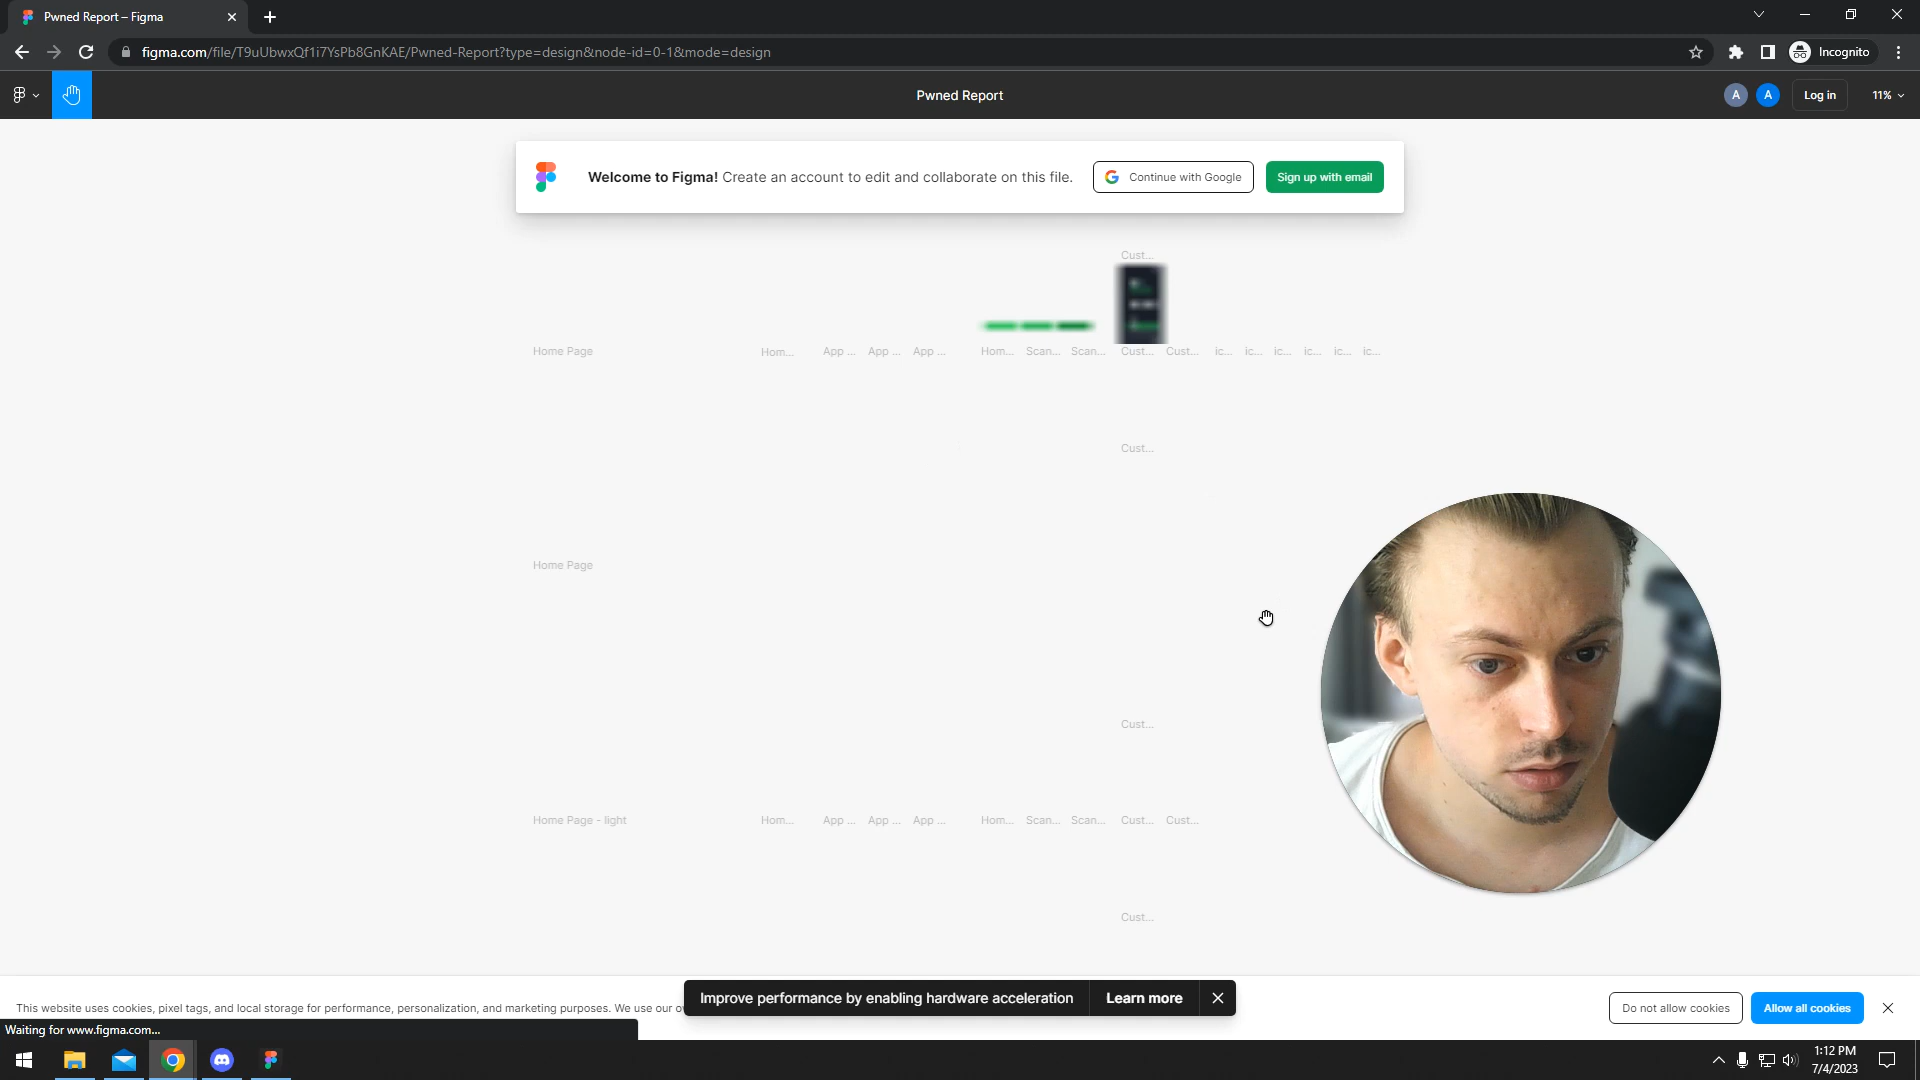 Pwned Report – Figma
figma.com/file/T9uUbwxQf1i7YsPb8GnKAE/Pwned-Report?type=design&node-id=0-1&mode=design
Incognito
Pwned Report
A
A
Log in
11%
Welcome to Figma! Create an account to edit and collaborate on this file.
Continue with Google
Sign up with email
Cust...
Home Page
Hom...
App ...
App ...
App ...
Hom...
Scan...
Scan...
Cust...
Cust...
ic...
ic...
ic...
ic...
ic...
ic...
Cust...
Home Page
Cust...
Home Page - light
Hom...
App ...
App ...
App ...
Hom...
Scan...
Scan...
Cust...
Cust...
Cust...
This website uses cookies, pixel tags, and local storage for performance, personalization, and marketing purposes. We use our o
Improve performance by enabling hardware acceleration
Learn more
Do not allow cookies
Allow all cookies
Waiting for www.figma.com...
1:12 PM
7/4/2023